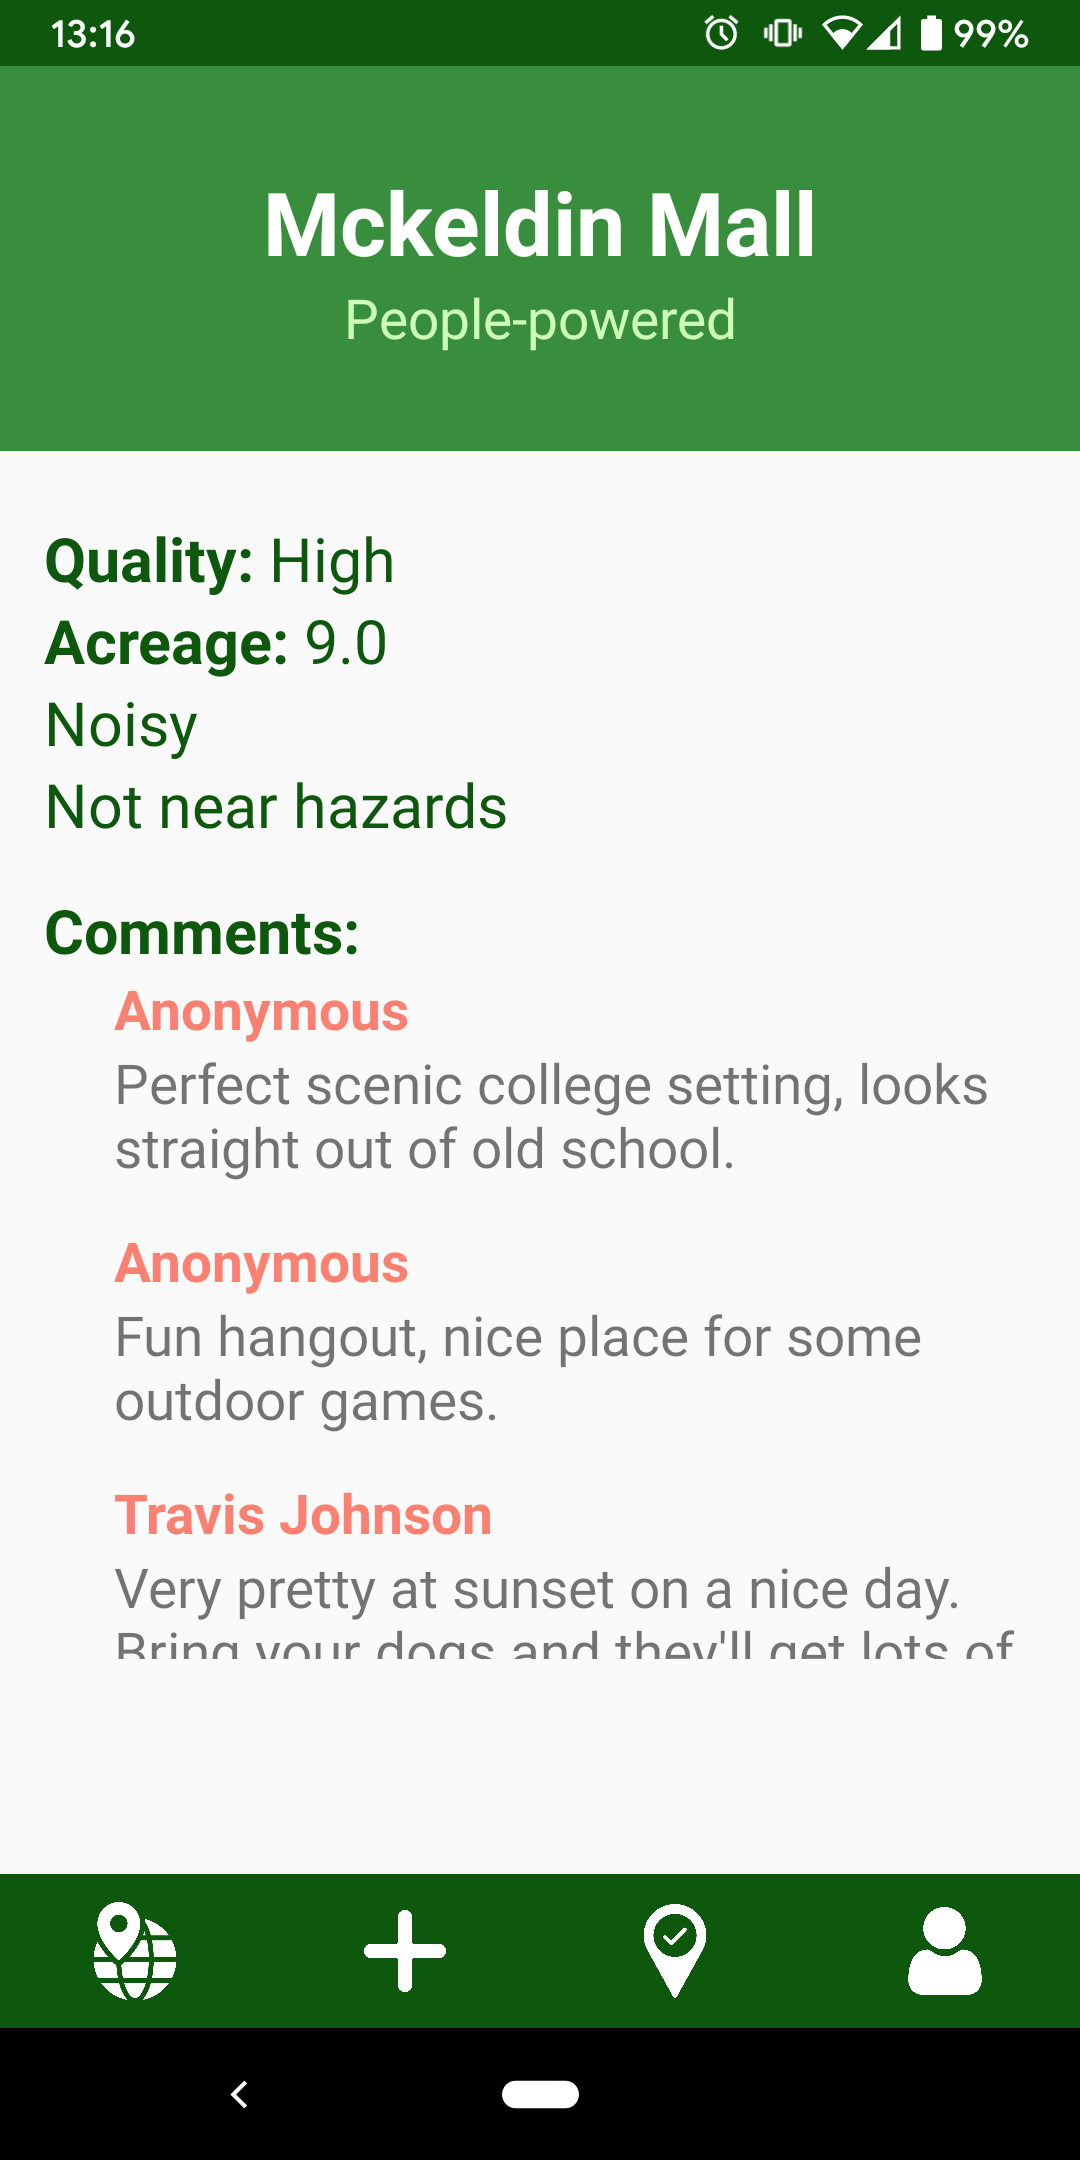 13:16
99%
Mckeldin Mall
People-powered
Quality: High
Acreage: 9.0
Noisy
Not near hazards
Comments:
Anonymous
Perfect scenic college setting, looks
straight out of old school.
Anonymous
Fun hangout, nice place for some
outdoor games.
Travis Johnson
Very pretty at sunset on a nice day.
Bring your dogs and they'll get lots of